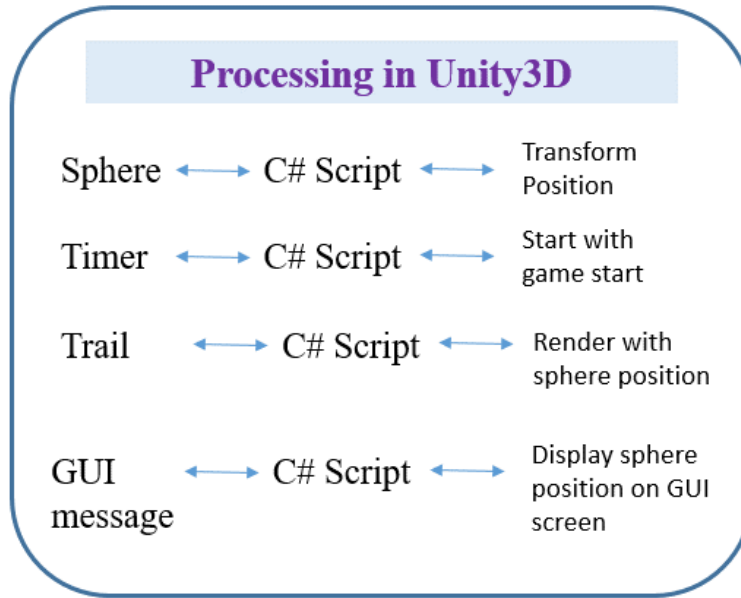 Processing in Unity3D
Sphere C# Script Transform
Position
Timer C# Script Start with
game start
Trail C# Script Render with
sphere position
GUI
message C# Script Display sphere
position on GUI
screen